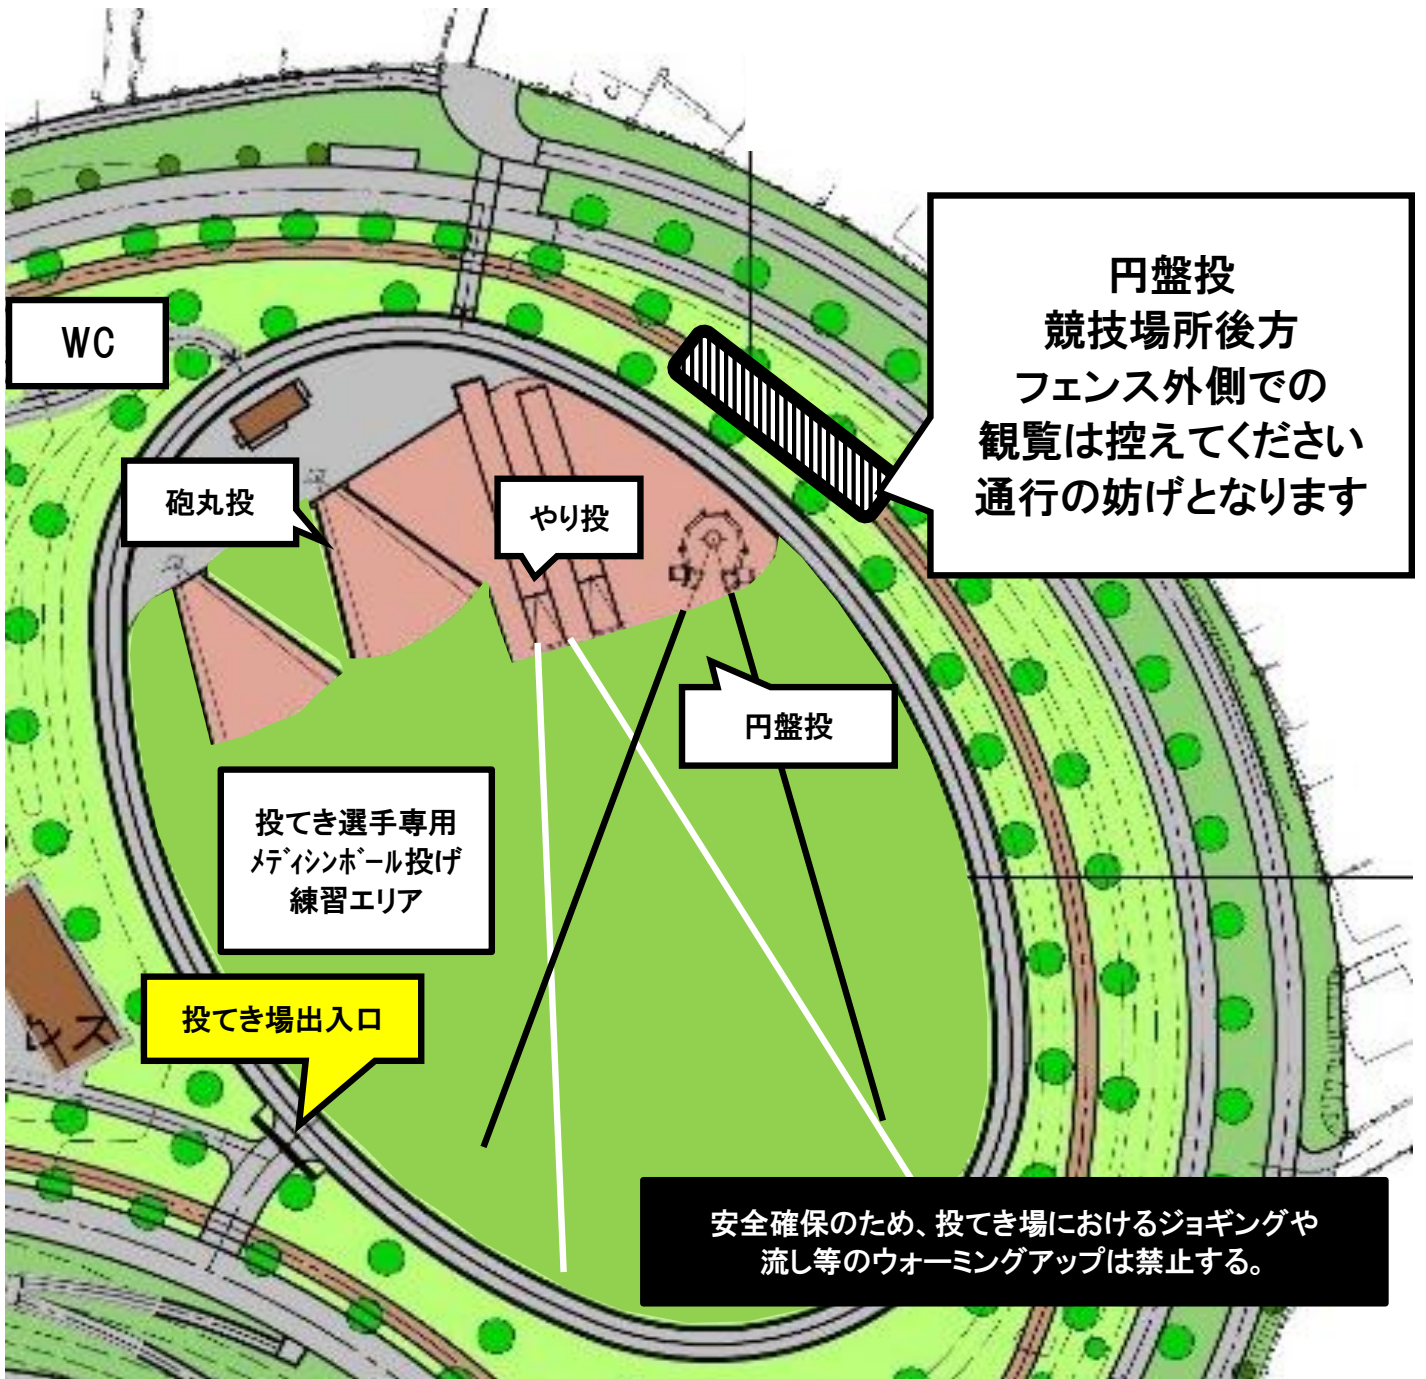 円盤投
競技場所後方
フェンス外側での
観覧は控えてください
通行の妨げとなります
WC
砲丸投
やり投
円盤投
投てき選手専用
ﾒﾃﾞｨｼﾝﾎﾞｰﾙ投げ
練習エリア
投てき場出入口
安全確保のため、投てき場におけるジョギングや
流し等のウォーミングアップは禁止する。